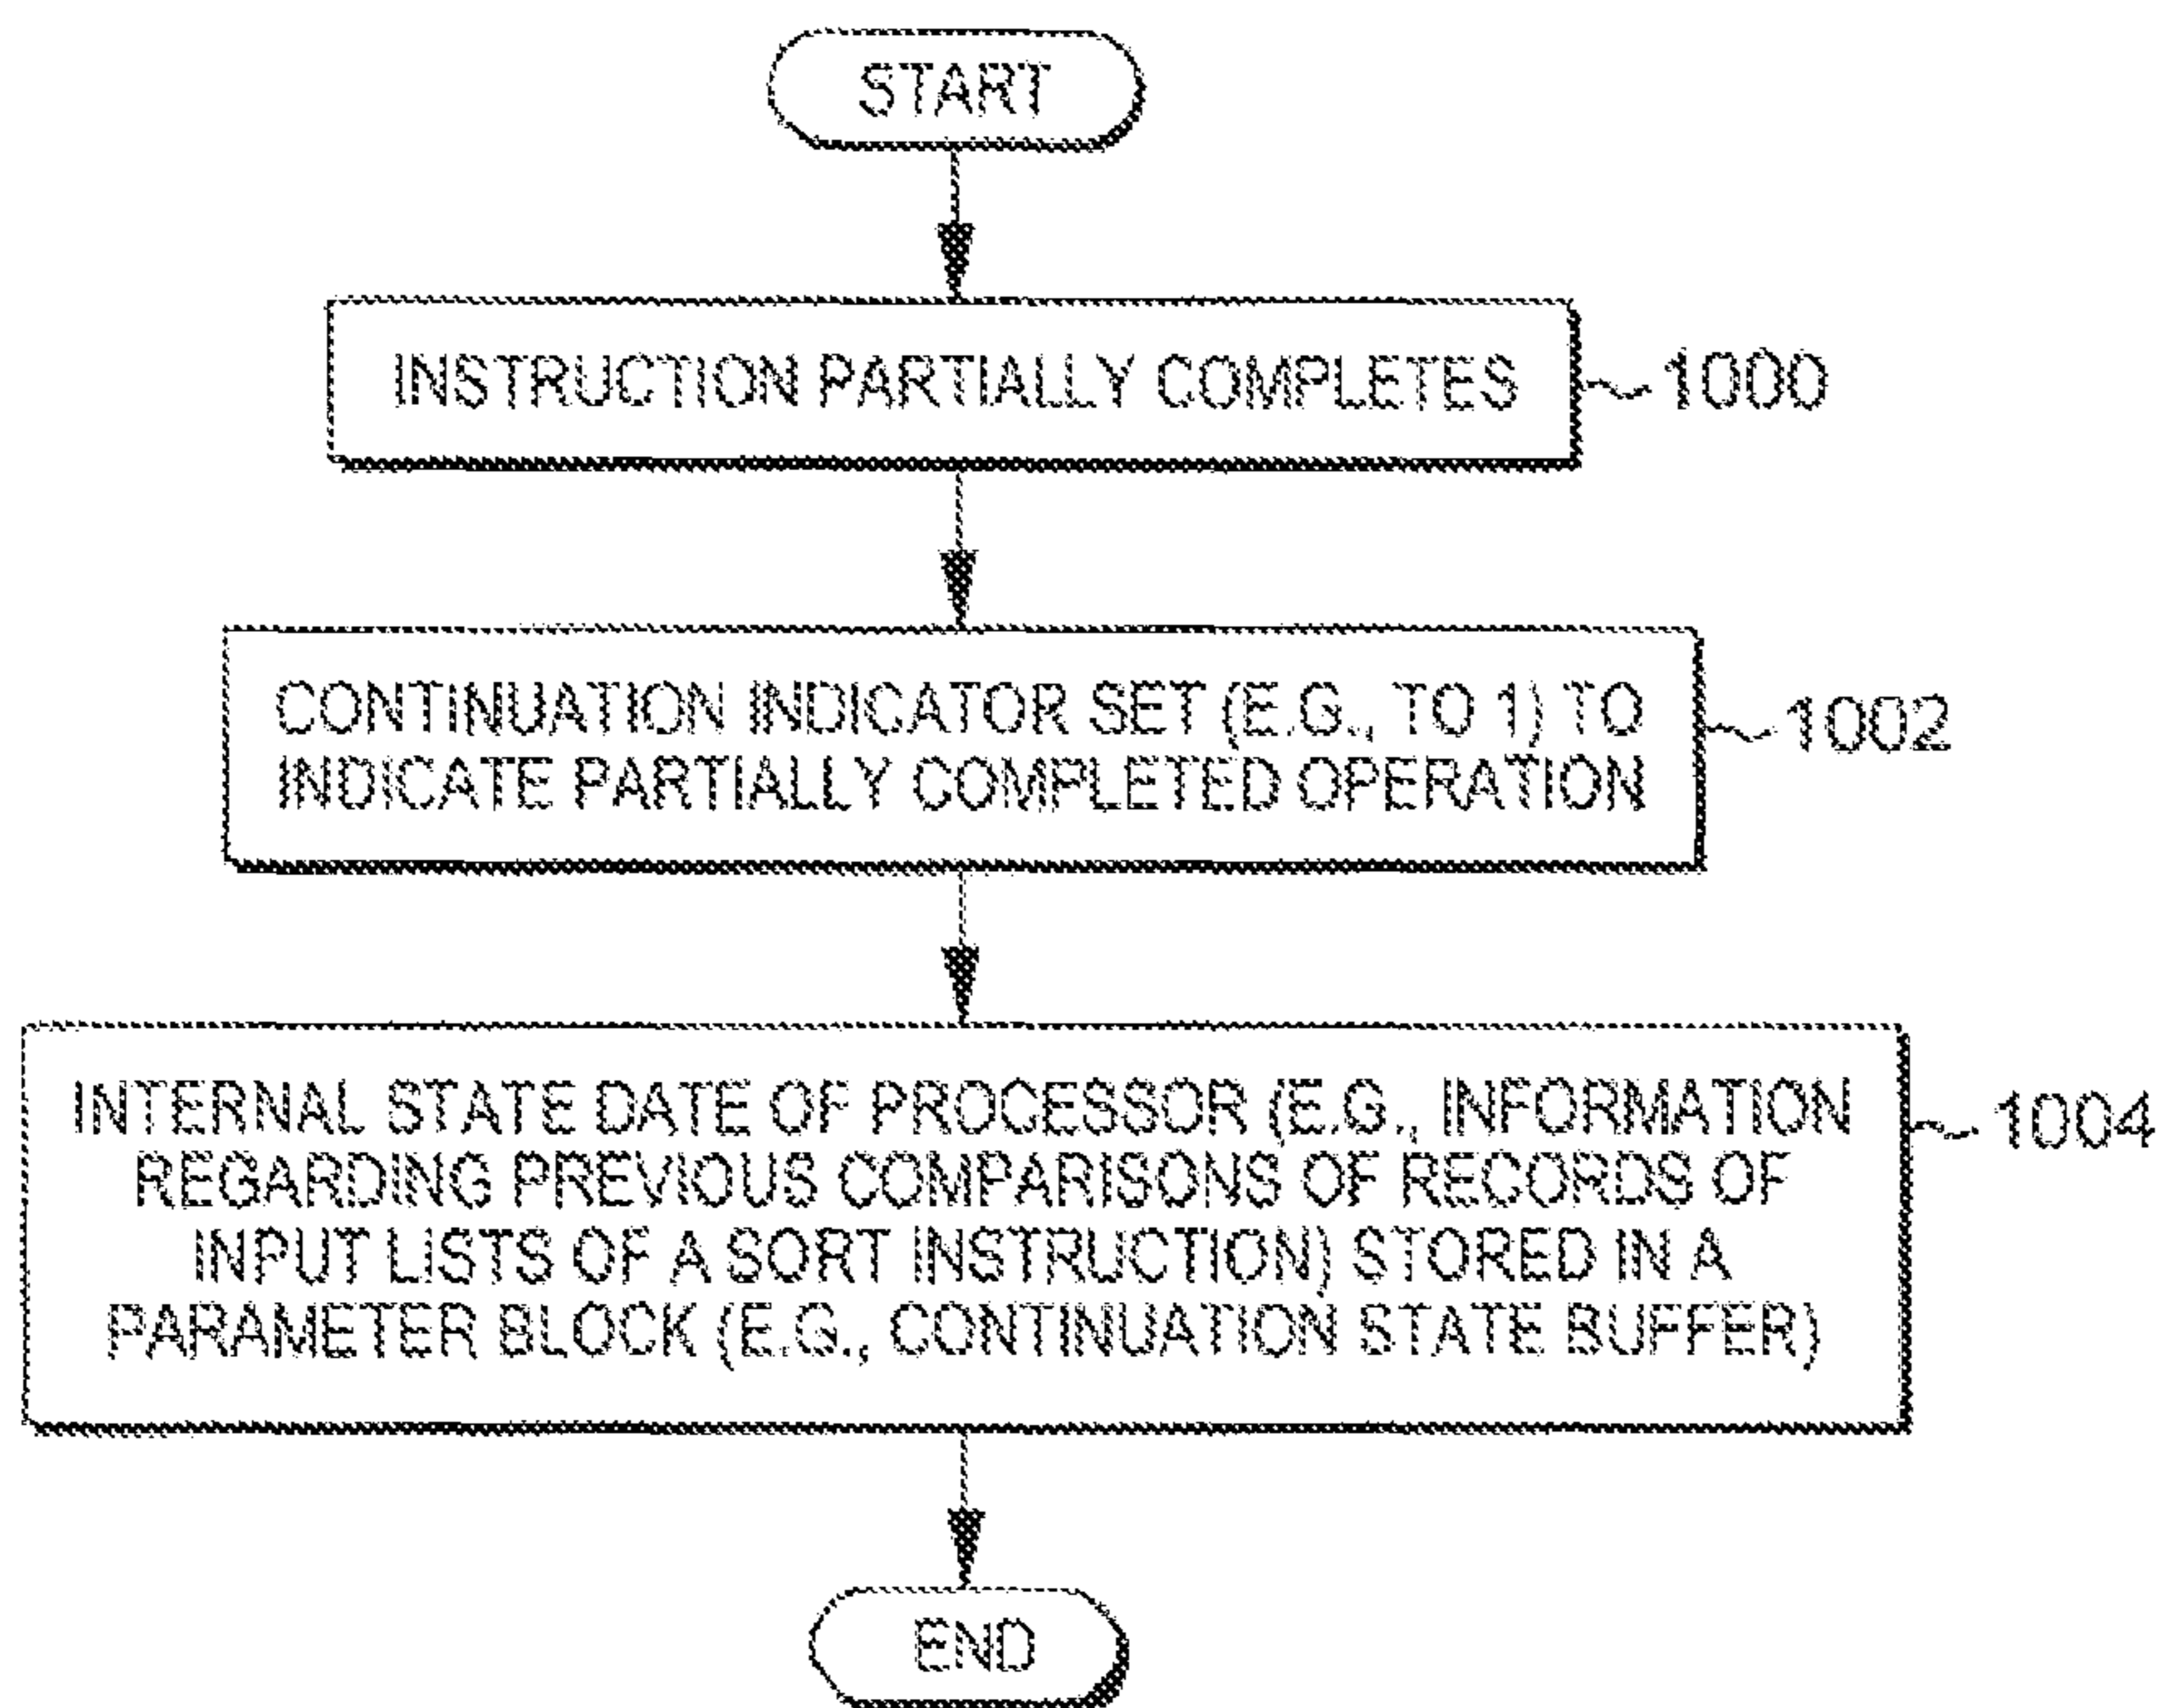 START
INSTRUCTION PARTIALLY COMPLETES
1000
CONTINUATION INDICATOR SET (E.G., TO 1) TO
INDICATE PARTIALLY COMPLETED OPERATION
1002
INTERNAL STATE DATE OF PROCESSOR (E.G., INFORMATION
REGARDING PREVIOUS COMPARISONS OF RECORDS OF
INPUT LISTS OF A SORT INSTRUCTION) STORED IN A
PARAMETER BLOCK (E.G., CONTINUATION STATE BUFFER)
1004
END